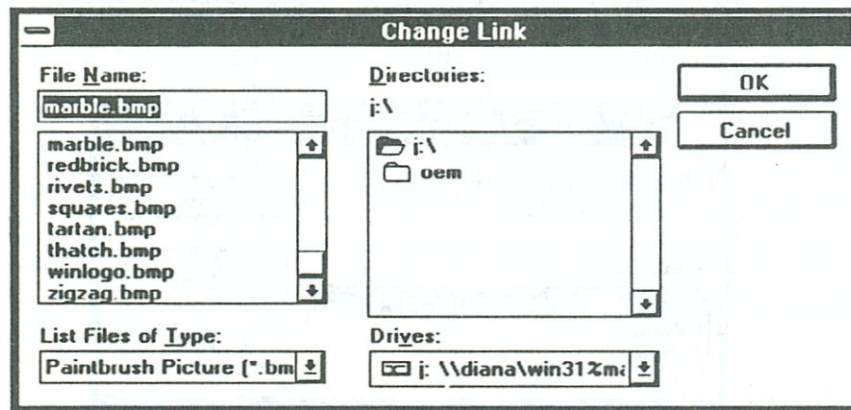 Change Link
File Name:
marble.bmp
marble.bmp
redbrick.bmp
rivets.bmp
squares.bmp
tartan.bmp
thatch.bmp
winlogo.bmp
zigzag.bmp
List Files of Type:
Paintbrush Picture (*.bm
Directories:
j:\
j:\
oem
Drives:
j: \\diana\win31%ma
OK
Cancel